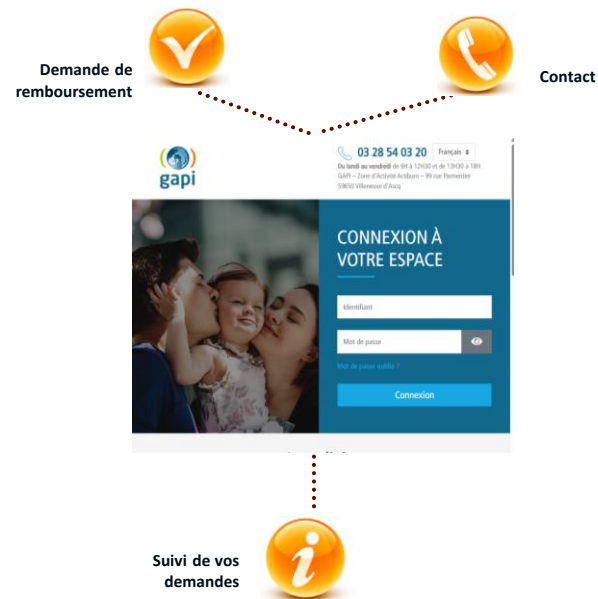 Demande de
remboursement
Contact
gapi
03 28 54 03 20
Français
Du lundi au vendredi de 9H à 12H30 et de 13H30 à 18H
GAPI – Zone d'Activité Actiburo – 99 rue Parmentier
59650 Villeneuve d'Ascq
CONNEXION À
VOTRE ESPACE
Identifiant
Mot de passe
Mot de passe oublié ?
Connexion
Suivi de vos
demandes